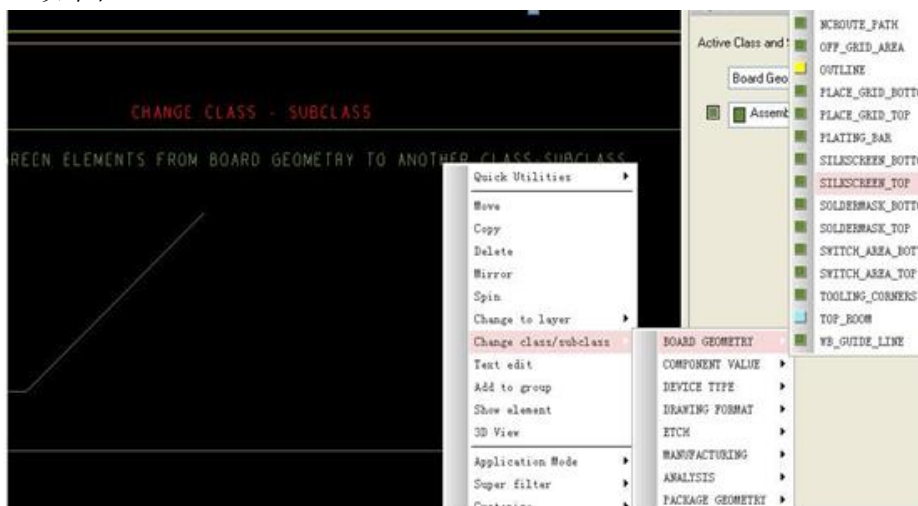 CHANGE CLASS - SUBCLASS
REEN ELEMENTS FROM BOARD GEOMETRY TO ANOTHER CLASS-SUBCLASS
Quick Utilities
Move
Copy
Delete
Mirror
Spin
Change to layer
Change class/subclass
Text edit
Add to group
Show element
3D View
Application Mode
Super filter
BOARD GEOMETRY
COMPONENT VALUE
DEVICE TYPE
DRAWING FORMAT
ETCH
MANUFACTURING
ANALYSIS
PACKAGE GEOMETRY
Active Class and
Board Geo
Assemb
NCROUTE_PATH
OFF_GRID_AREA
OUTLINE
PLACE_GRID_BOTTO
PLACE_GRID_TOP
PLATING_BAR
SILKSCREEN_BOTTO
SILKSCREEN_TOP
SOLDERMASK_BOTTO
SOLDERMASK_TOP
SWITCH_AREA_BOT
SWITCH_AREA_TOP
TOOLING_CORNERS
TOP_ROOM
WB_GUIDE_LINE